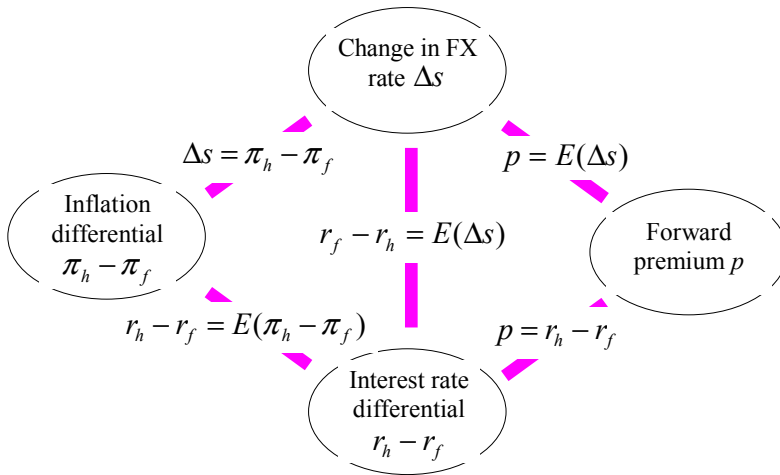 Change in FX
rate Δs
Δs = π_h − π_f
p = E(Δs)
Inflation
differential
π_h − π_f
r_f − r_h = E(Δs)
Forward
premium p
r_h − r_f = E(π_h − π_f)
p = r_h − r_f
Interest rate
differential
r_h − r_f